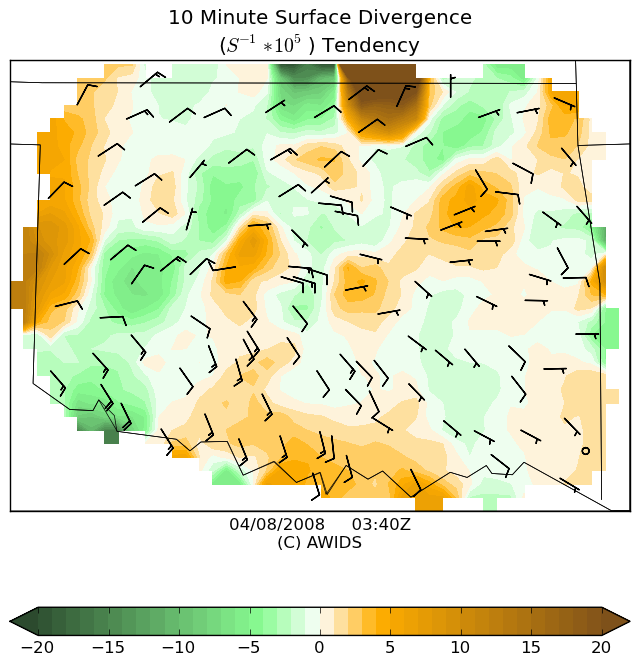 10 Minute Surface Divergence
(S⁻¹ * 10⁵ ) Tendency
04/08/2008 03:40Z
(C) AWIDS
−20 −15 −10 −5 0 5 10 15 20